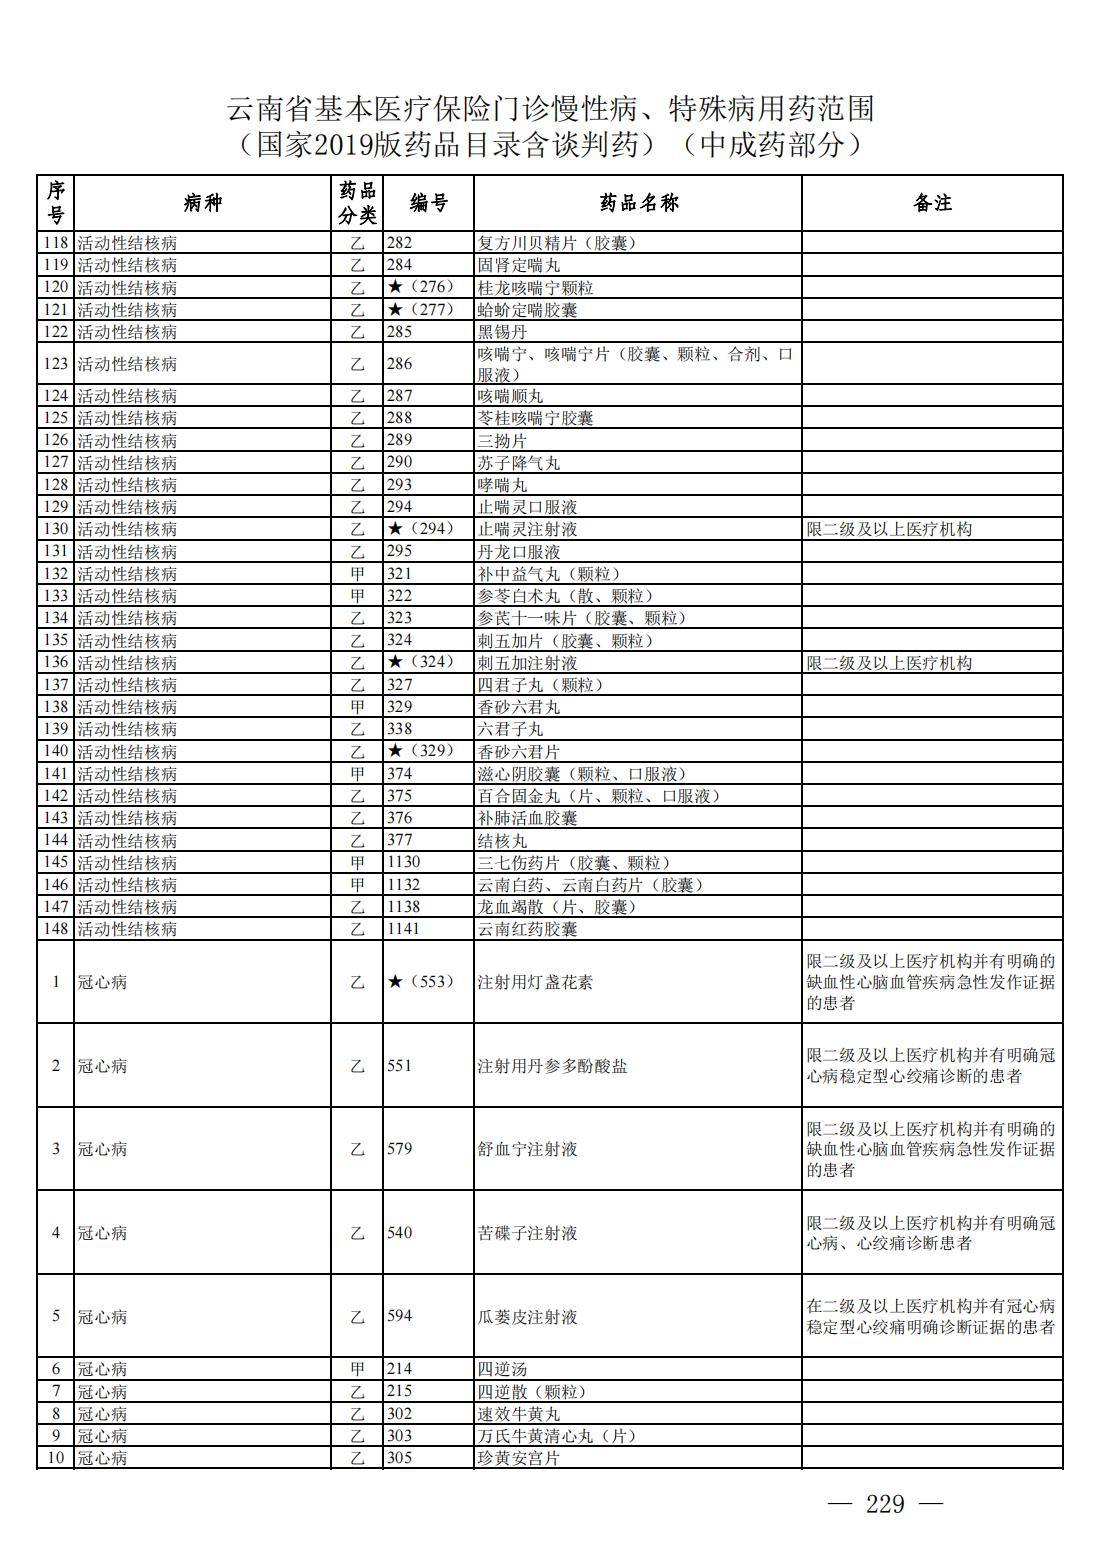 云南省基本医疗保险门诊慢性病、特殊病用药范围
（国家2019版药品目录含谈判药）（中成药部分）
序号 病种 药品分类 编号 药品名称 备注
118 活动性结核病 乙 282 复方川贝精片（胶囊）
119 活动性结核病 乙 284 固肾定喘丸
120 活动性结核病 乙 ★（276） 桂龙咳喘宁颗粒
121 活动性结核病 乙 ★（277） 蛤蚧定喘胶囊
122 活动性结核病 乙 285 黑锡丹
123 活动性结核病 乙 286 咳喘宁、咳喘宁片（胶囊、颗粒、合剂、口
服液）
124 活动性结核病 乙 287 咳喘顺丸
125 活动性结核病 乙 288 苓桂咳喘宁胶囊
126 活动性结核病 乙 289 三拗片
127 活动性结核病 乙 290 苏子降气丸
128 活动性结核病 乙 293 哮喘丸
129 活动性结核病 乙 294 止喘灵口服液
130 活动性结核病 乙 ★（294） 止喘灵注射液 限二级及以上医疗机构
131 活动性结核病 乙 295 丹龙口服液
132 活动性结核病 甲 321 补中益气丸（颗粒）
133 活动性结核病 甲 322 参苓白术丸（散、颗粒）
134 活动性结核病 乙 323 参芪十一味片（胶囊、颗粒）
135 活动性结核病 乙 324 刺五加片（胶囊、颗粒）
136 活动性结核病 乙 ★（324） 刺五加注射液 限二级及以上医疗机构
137 活动性结核病 乙 327 四君子丸（颗粒）
138 活动性结核病 甲 329 香砂六君丸
139 活动性结核病 乙 338 六君子丸
140 活动性结核病 乙 ★（329） 香砂六君片
141 活动性结核病 甲 374 滋心阴胶囊（颗粒、口服液）
142 活动性结核病 乙 375 百合固金丸（片、颗粒、口服液）
143 活动性结核病 乙 376 补肺活血胶囊
144 活动性结核病 乙 377 结核丸
145 活动性结核病 甲 1130 三七伤药片（胶囊、颗粒）
146 活动性结核病 甲 1132 云南白药、云南白药片（胶囊）
147 活动性结核病 乙 1138 龙血竭散（片、胶囊）
148 活动性结核病 乙 1141 云南红药胶囊
1 冠心病 乙 ★（553） 注射用灯盏花素 限二级及以上医疗机构并有明确的
缺血性心脑血管疾病急性发作证据
的患者
2 冠心病 乙 551 注射用丹参多酚酸盐 限二级及以上医疗机构并有明确冠
心病稳定型心绞痛诊断的患者
3 冠心病 乙 579 舒血宁注射液 限二级及以上医疗机构并有明确的
缺血性心脑血管疾病急性发作证据
的患者
4 冠心病 乙 540 苦碟子注射液 限二级及以上医疗机构并有明确冠
心病、心绞痛诊断患者
5 冠心病 乙 594 瓜蒌皮注射液 在二级及以上医疗机构并有冠心病
稳定型心绞痛明确诊断证据的患者
6 冠心病 甲 214 四逆汤
7 冠心病 乙 215 四逆散（颗粒）
8 冠心病 乙 302 速效牛黄丸
9 冠心病 乙 303 万氏牛黄清心丸（片）
10 冠心病 乙 305 珍黄安宫片
— 229 —